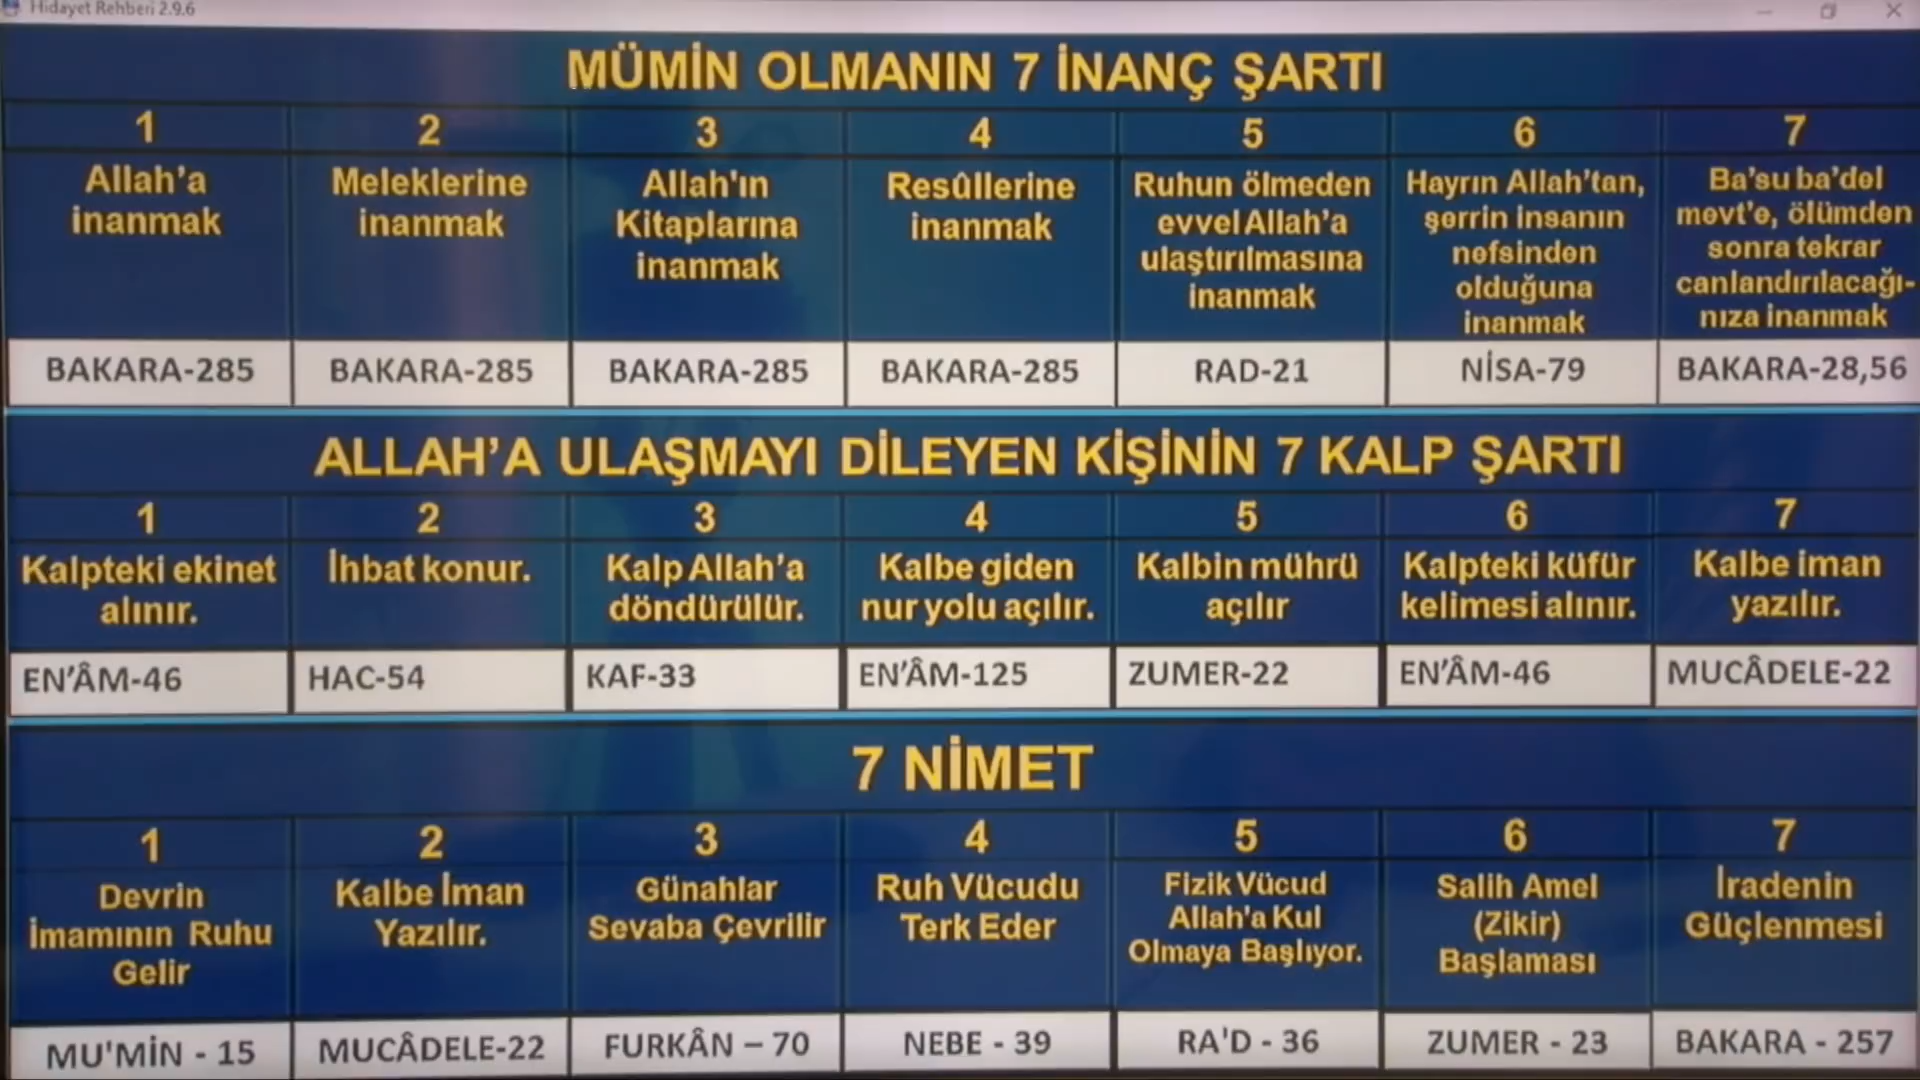 Hidayet Rehberi 2.9.6
MÜMİN OLMANIN 7 İNANÇ ŞARTI
1
Allah'a
inanmak
BAKARA-285
2
Meleklerine
inanmak
BAKARA-285
3
Allah'ın
Kitaplarına
inanmak
BAKARA-285
4
Resûllerine
inanmak
BAKARA-285
5
Ruhun ölmeden
evvel Allah'a
ulaştırılmasına
inanmak
RAD-21
6
Hayrın Allah'tan,
şerrin insanın
nefsinden
olduğuna
inanmak
NİSA-79
7
Ba'su ba'del
mevt'e, ölümden
sonra tekrar
canlandırılacağı-
nıza inanmak
BAKARA-28,56
ALLAH'A ULAŞMAYI DİLEYEN KİŞİNİN 7 KALP ŞARTI
1
Kalpteki ekinet
alınır.
EN'ÂM-46
2
İhbat konur.
HAC-54
3
Kalp Allah'a
döndürülür.
KAF-33
4
Kalbe giden
nur yolu açılır.
EN'ÂM-125
5
Kalbin mührü
açılır
ZUMER-22
6
Kalpteki küfür
kelimesi alınır.
EN'ÂM-46
7
Kalbe iman
yazılır.
MUCÂDELE-22
7 NİMET
1
Devrin
İmamının Ruhu
Gelir
MU'MİN - 15
2
Kalbe İman
Yazılır.
MUCÂDELE-22
3
Günahlar
Sevaba Çevrilir
FURKÂN – 70
4
Ruh Vücudu
Terk Eder
NEBE - 39
5
Fizik Vücud
Allah'a Kul
Olmaya Başlıyor.
RA'D - 36
6
Salih Amel
(Zikir)
Başlaması
ZUMER - 23
7
İradenin
Güçlenmesi
BAKARA - 257